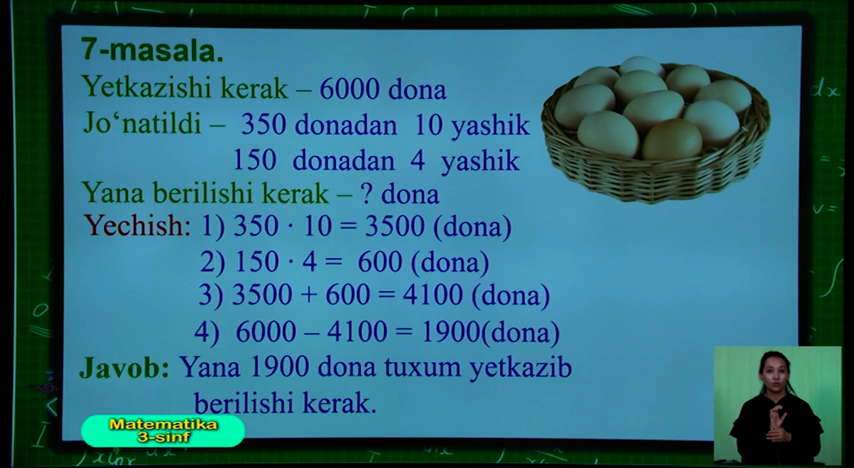 7-masala.
Yetkazishi kerak – 6000 dona
Jo‘natildi – 350 donadan 10 yashik
150 donadan 4 yashik
Yana berilishi kerak – ? dona
Yechish: 1) 350 · 10 = 3500 (dona)
2) 150 · 4 = 600 (dona)
3) 3500 + 600 = 4100 (dona)
4) 6000 – 4100 = 1900(dona)
Javob: Yana 1900 dona tuxum yetkazib
berilishi kerak.
Matematika
3-sinf